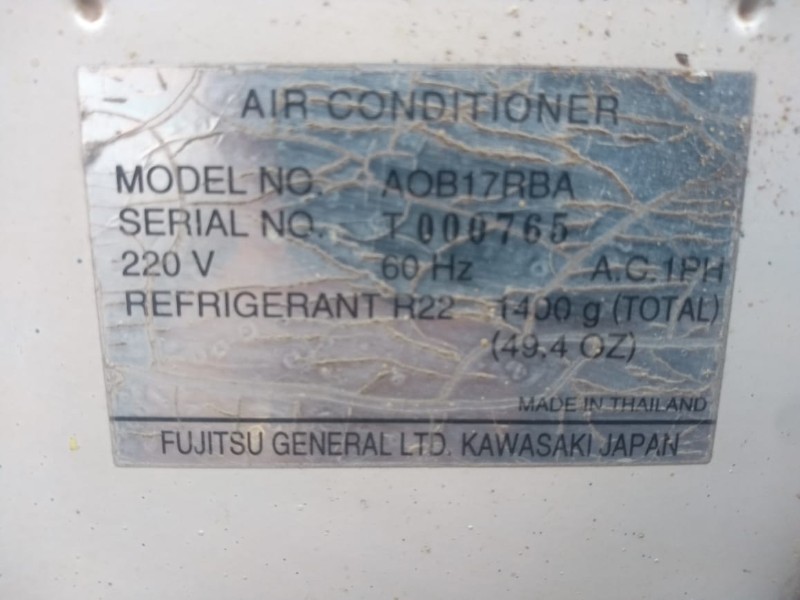 AIR CONDITIONER
MODEL NO. AOB17RBA
SERIAL NO. T000765
220 V 60 Hz A.C.1PH
REFRIGERANT R22 1400 g (TOTAL)
(49.4 OZ)
MADE IN THAILAND
FUJITSU GENERAL LTD. KAWASAKI JAPAN